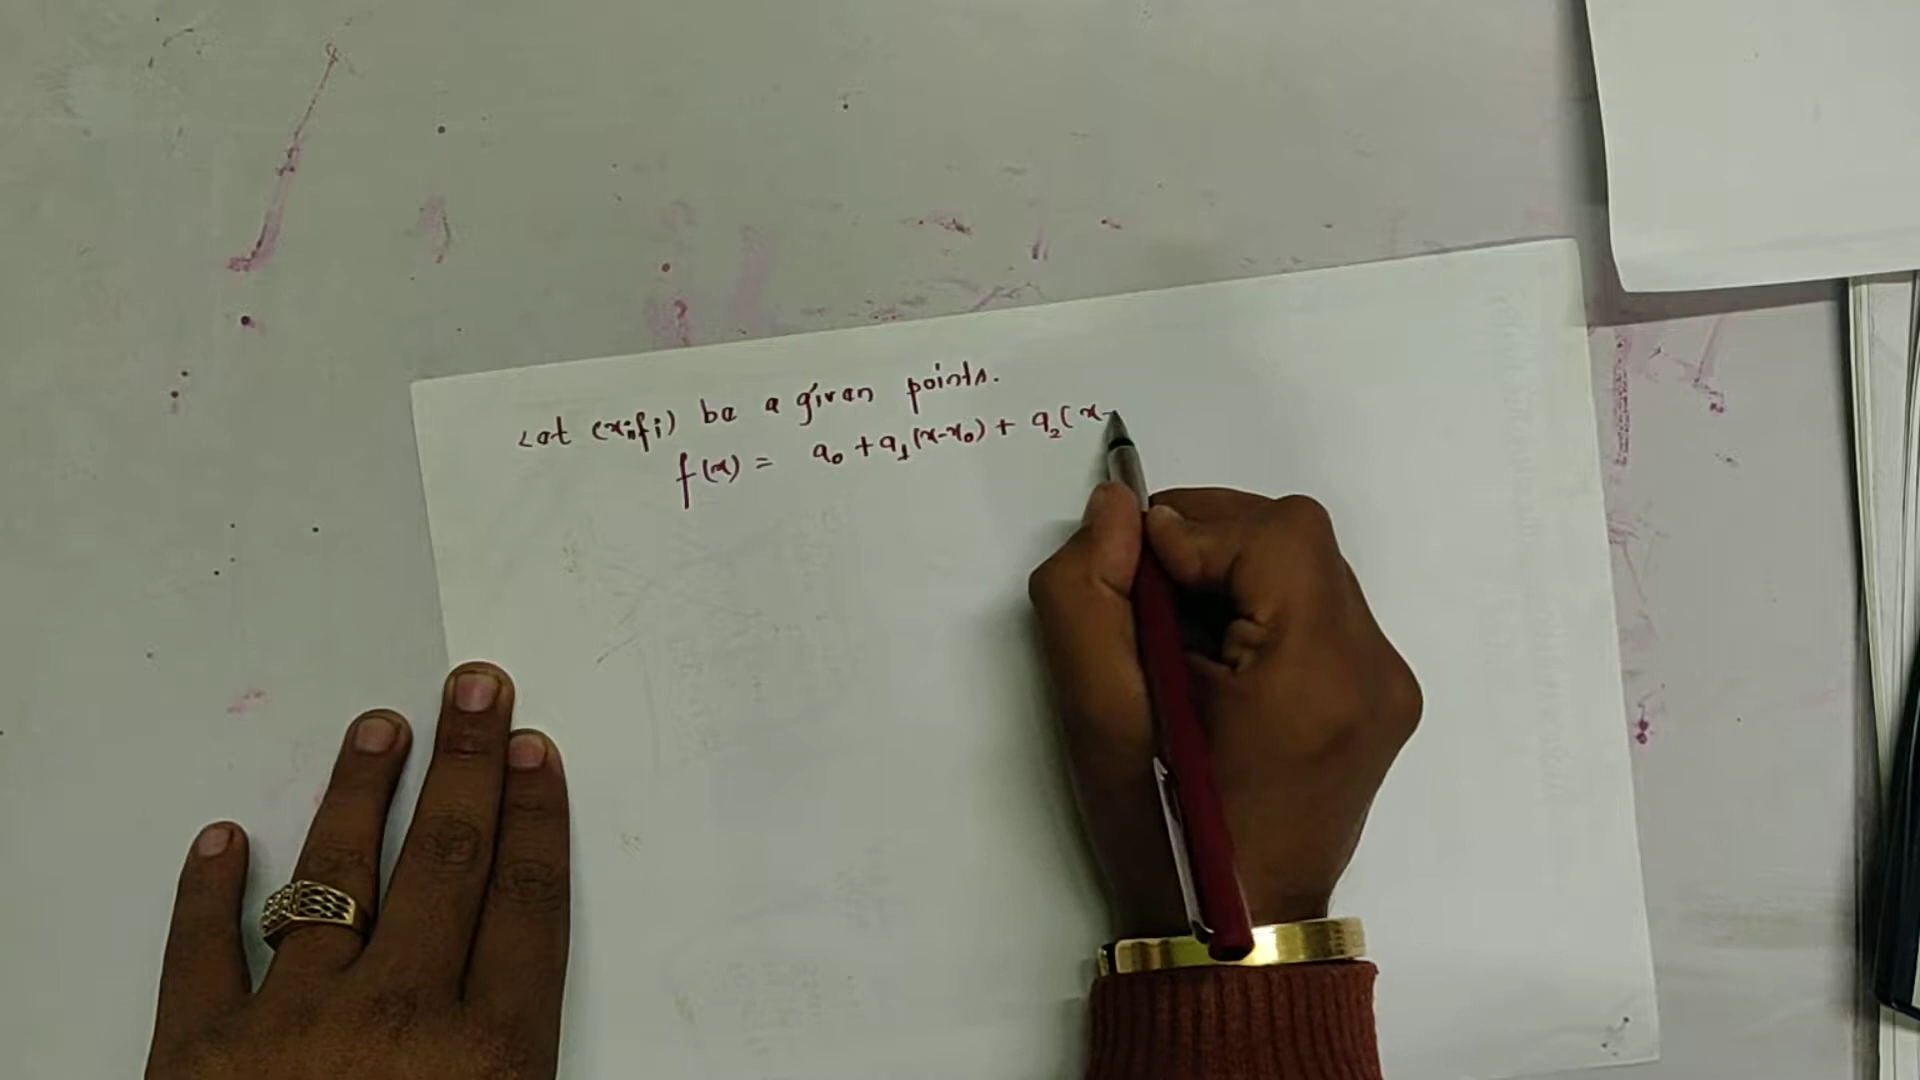 Let (xi, fi) be a given points.
f(x) = a₀ + a₁(x-x₀) + a₂(x-